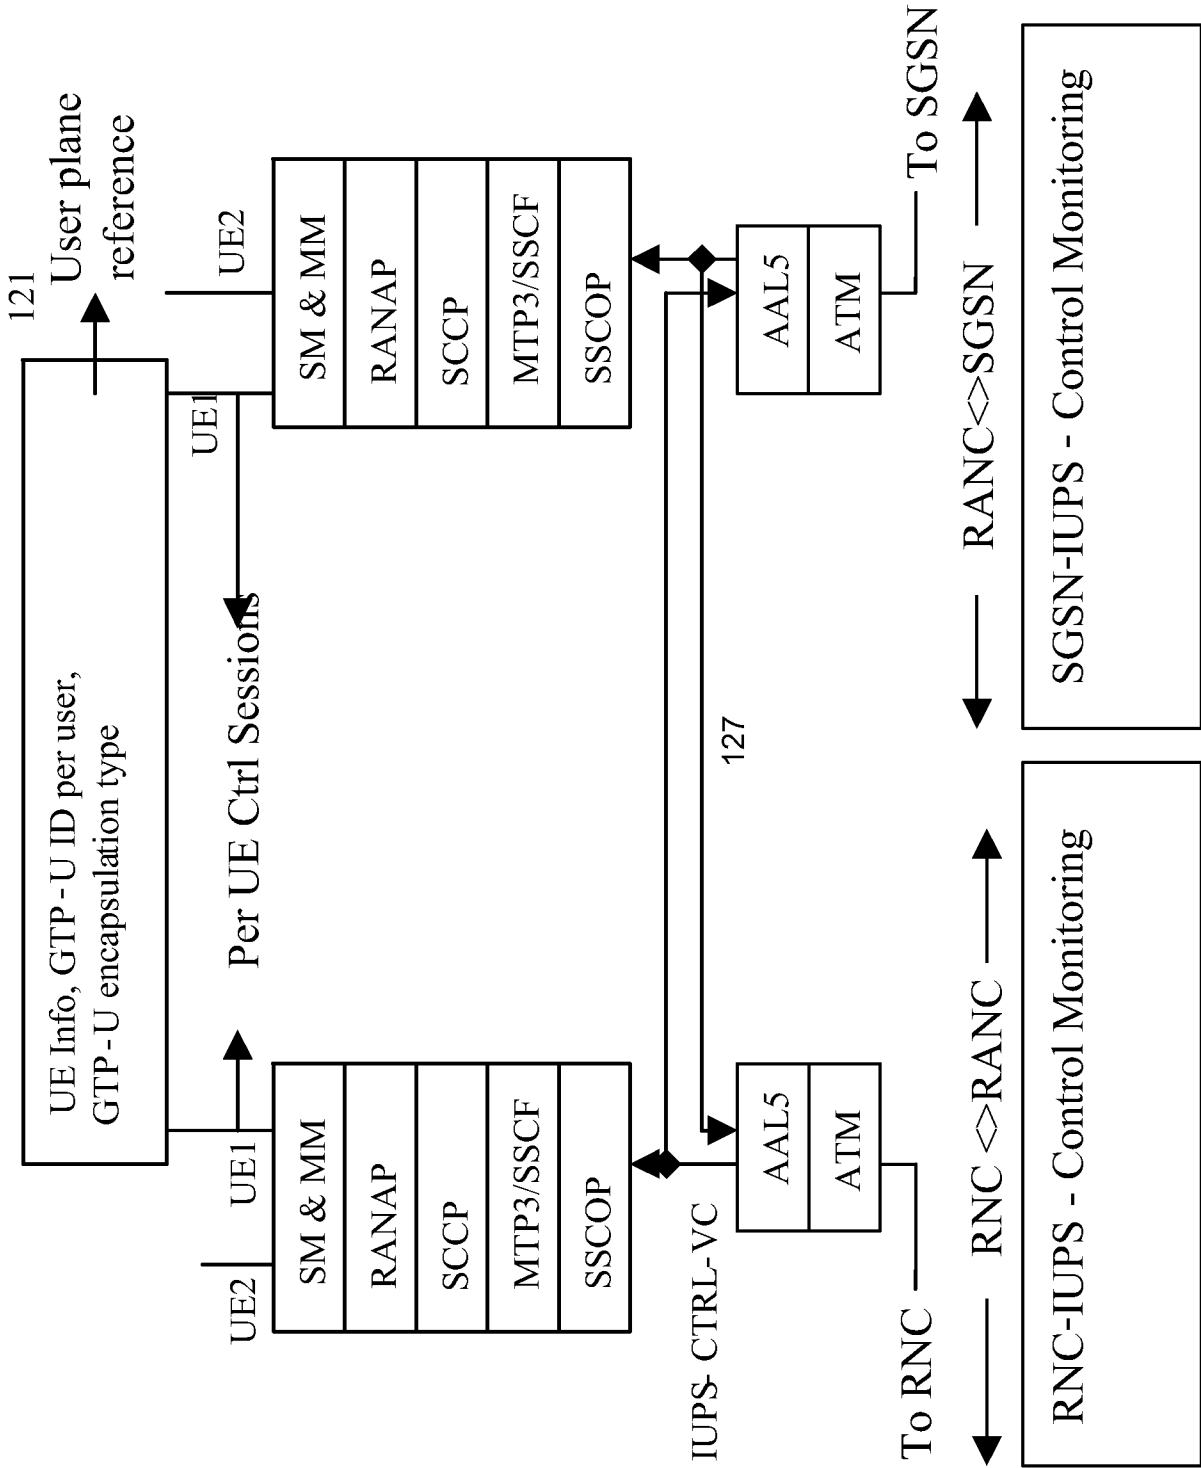 UE Info, GTP - U ID per user,
GTP - U encapsulation type
121
User plane
reference
UE2
UE1
Per UE Ctrl Sessions
UE1
UE2
SM & MM
RANAP
SCCP
MTP3/SSCF
SSCOP
SM & MM
RANAP
SCCP
MTP3/SSCF
SSCOP
IUPS- CTRL-VC
127
AAL5
ATM
AAL5
ATM
To RNC
To SGSN
RNC <>RANC
RANC<>SGSN
RNC-IUPS - Control Monitoring
SGSN-IUPS - Control Monitoring